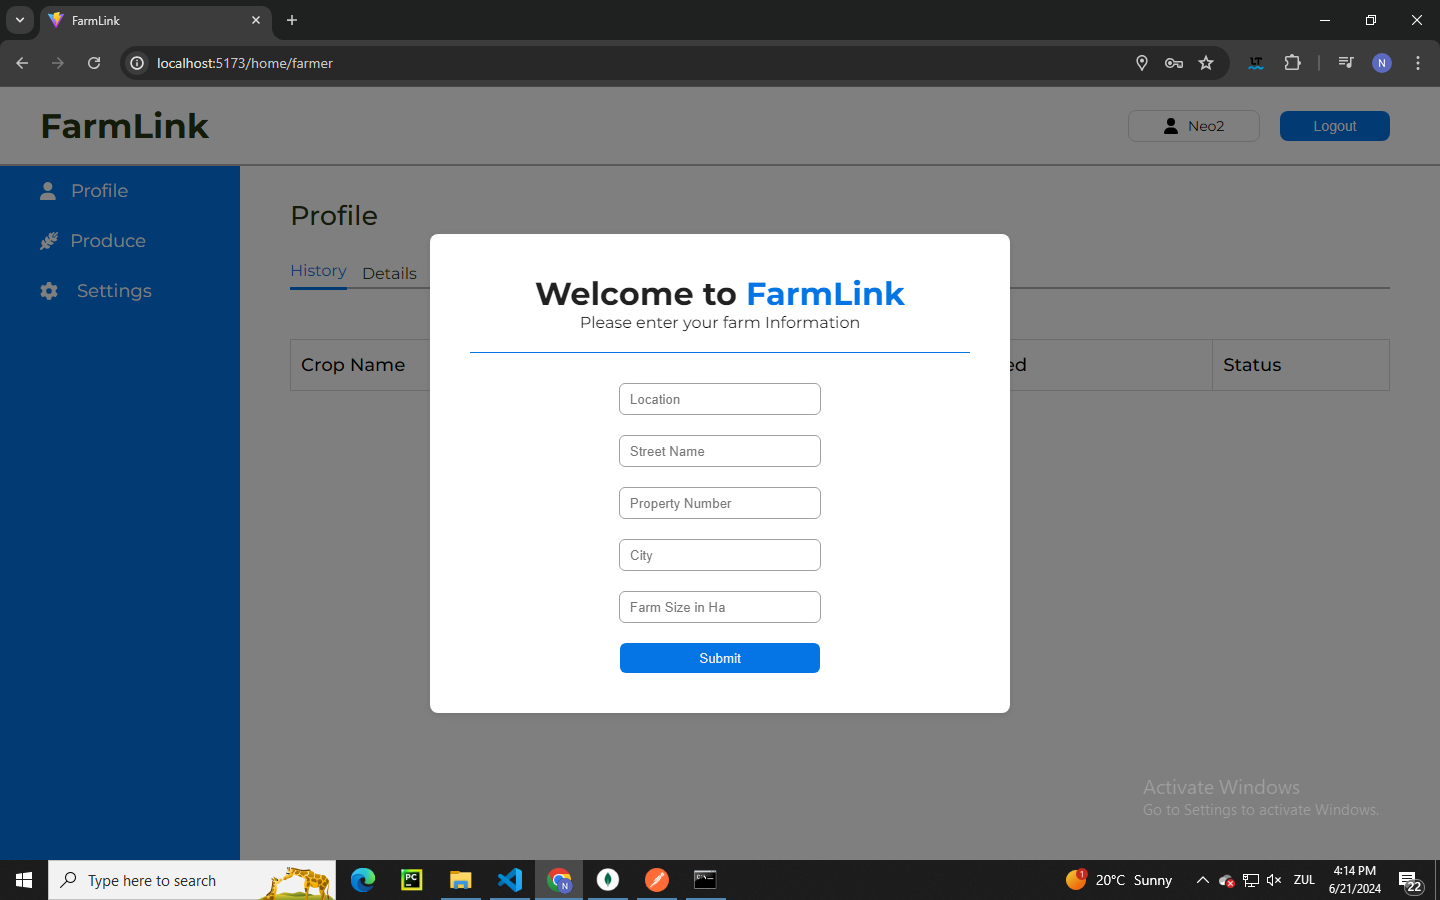 FarmLink
localhost:5173/home/farmer
N
FarmLink
Neo2
Logout
Profile
Produce
Settings
Profile
History
Details
Welcome to FarmLink
Please enter your farm Information
Crop Name
ed
Status
Location
Street Name
Property Number
City
Farm Size in Ha
Submit
Activate Windows
Go to Settings to activate Windows.
Type here to search
PC
N
1
20°C Sunny
ZUL
4:14 PM
6/21/2024
22